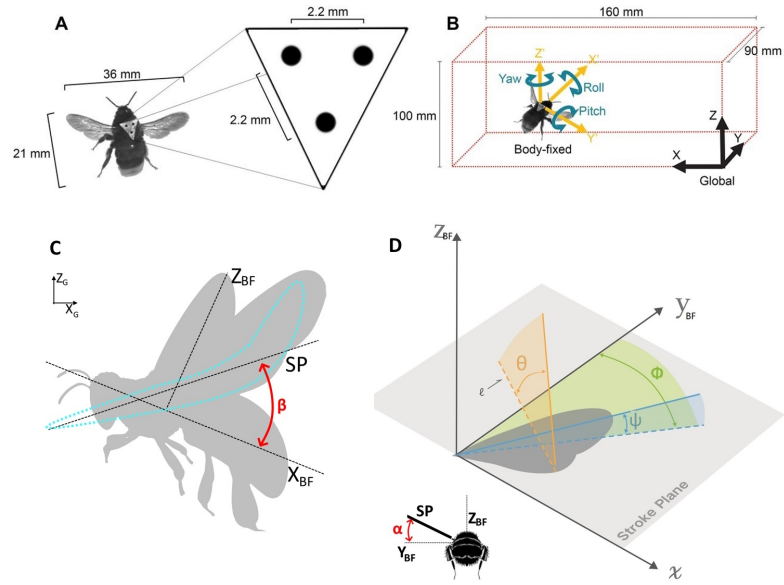 A
2.2 mm
36 mm
2.2 mm
21 mm
B
160 mm
90 mm
100 mm
Z'
X'
Yaw
Roll
Pitch
Y'
Body-fixed
Z
Y
X
Global
C
Z_G
X_G
Z_BF
SP
β
X_BF
D
Z_BF
y_BF
θ
ℓ
Φ
ψ
Stroke Plane
x
SP
Z_BF
α
Y_BF